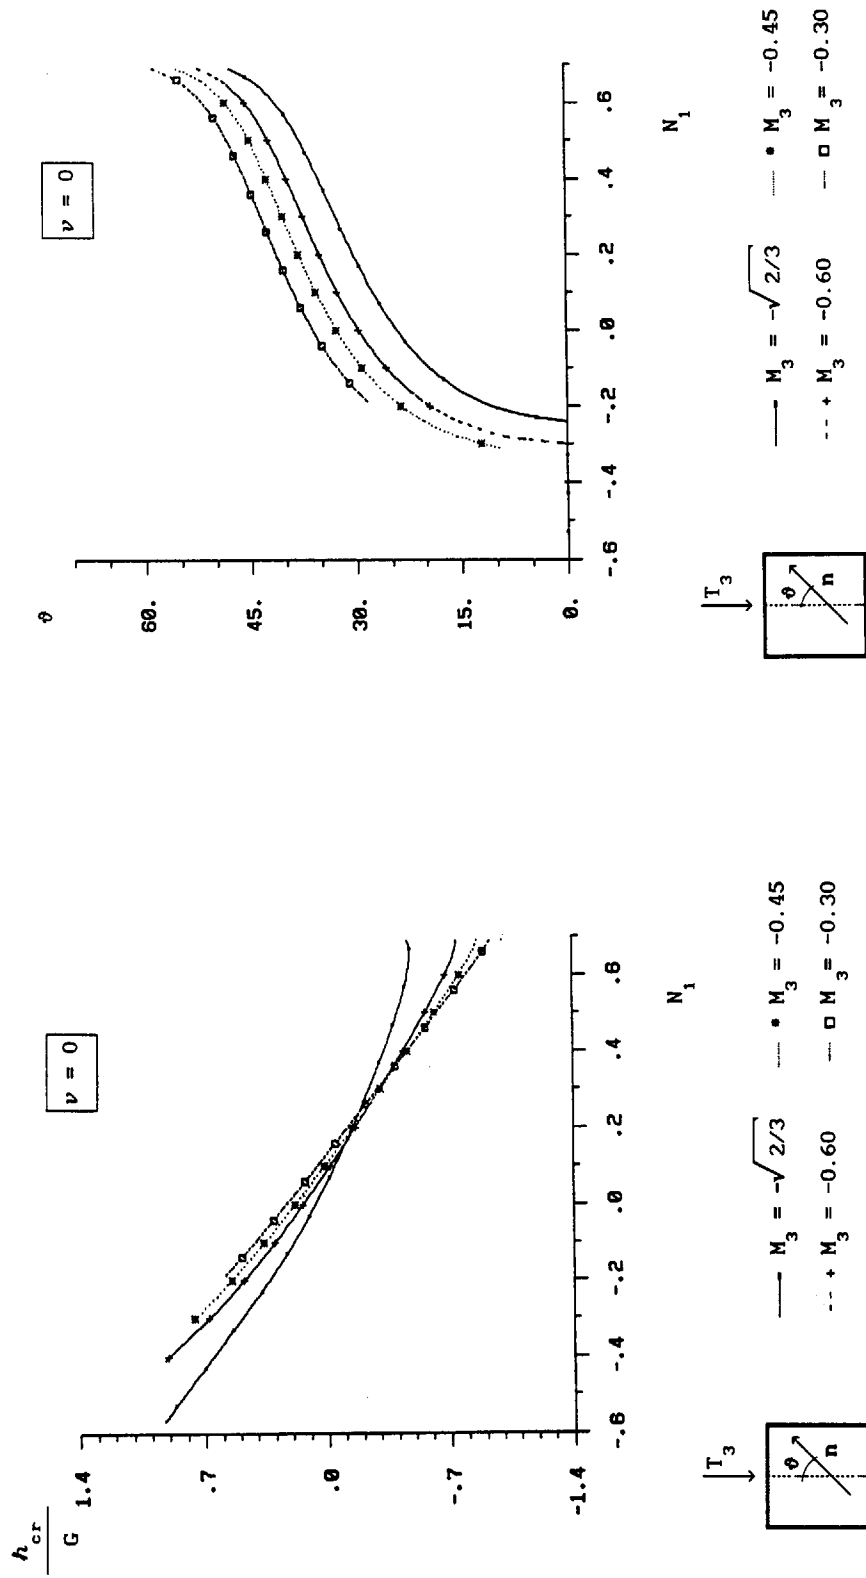 h_cr / G
ν = 0
1.4
.7
.0
-.7
-1.4
-.6 -.4 -.2 .0 .2 .4 .6
N_1
T_3
ϑ
n
— M_3 = -√2/3
····· * M_3 = -0.45
-- + M_3 = -0.60
--- □ M_3 = -0.30
ϑ
ν = 0
60.
45.
30.
15.
0.
-.6 -.4 -.2 .0 .2 .4 .6
N_1
T_3
ϑ
n
— M_3 = -√2/3
····· * M_3 = -0.45
-- + M_3 = -0.60
--- □ M_3 = -0.30